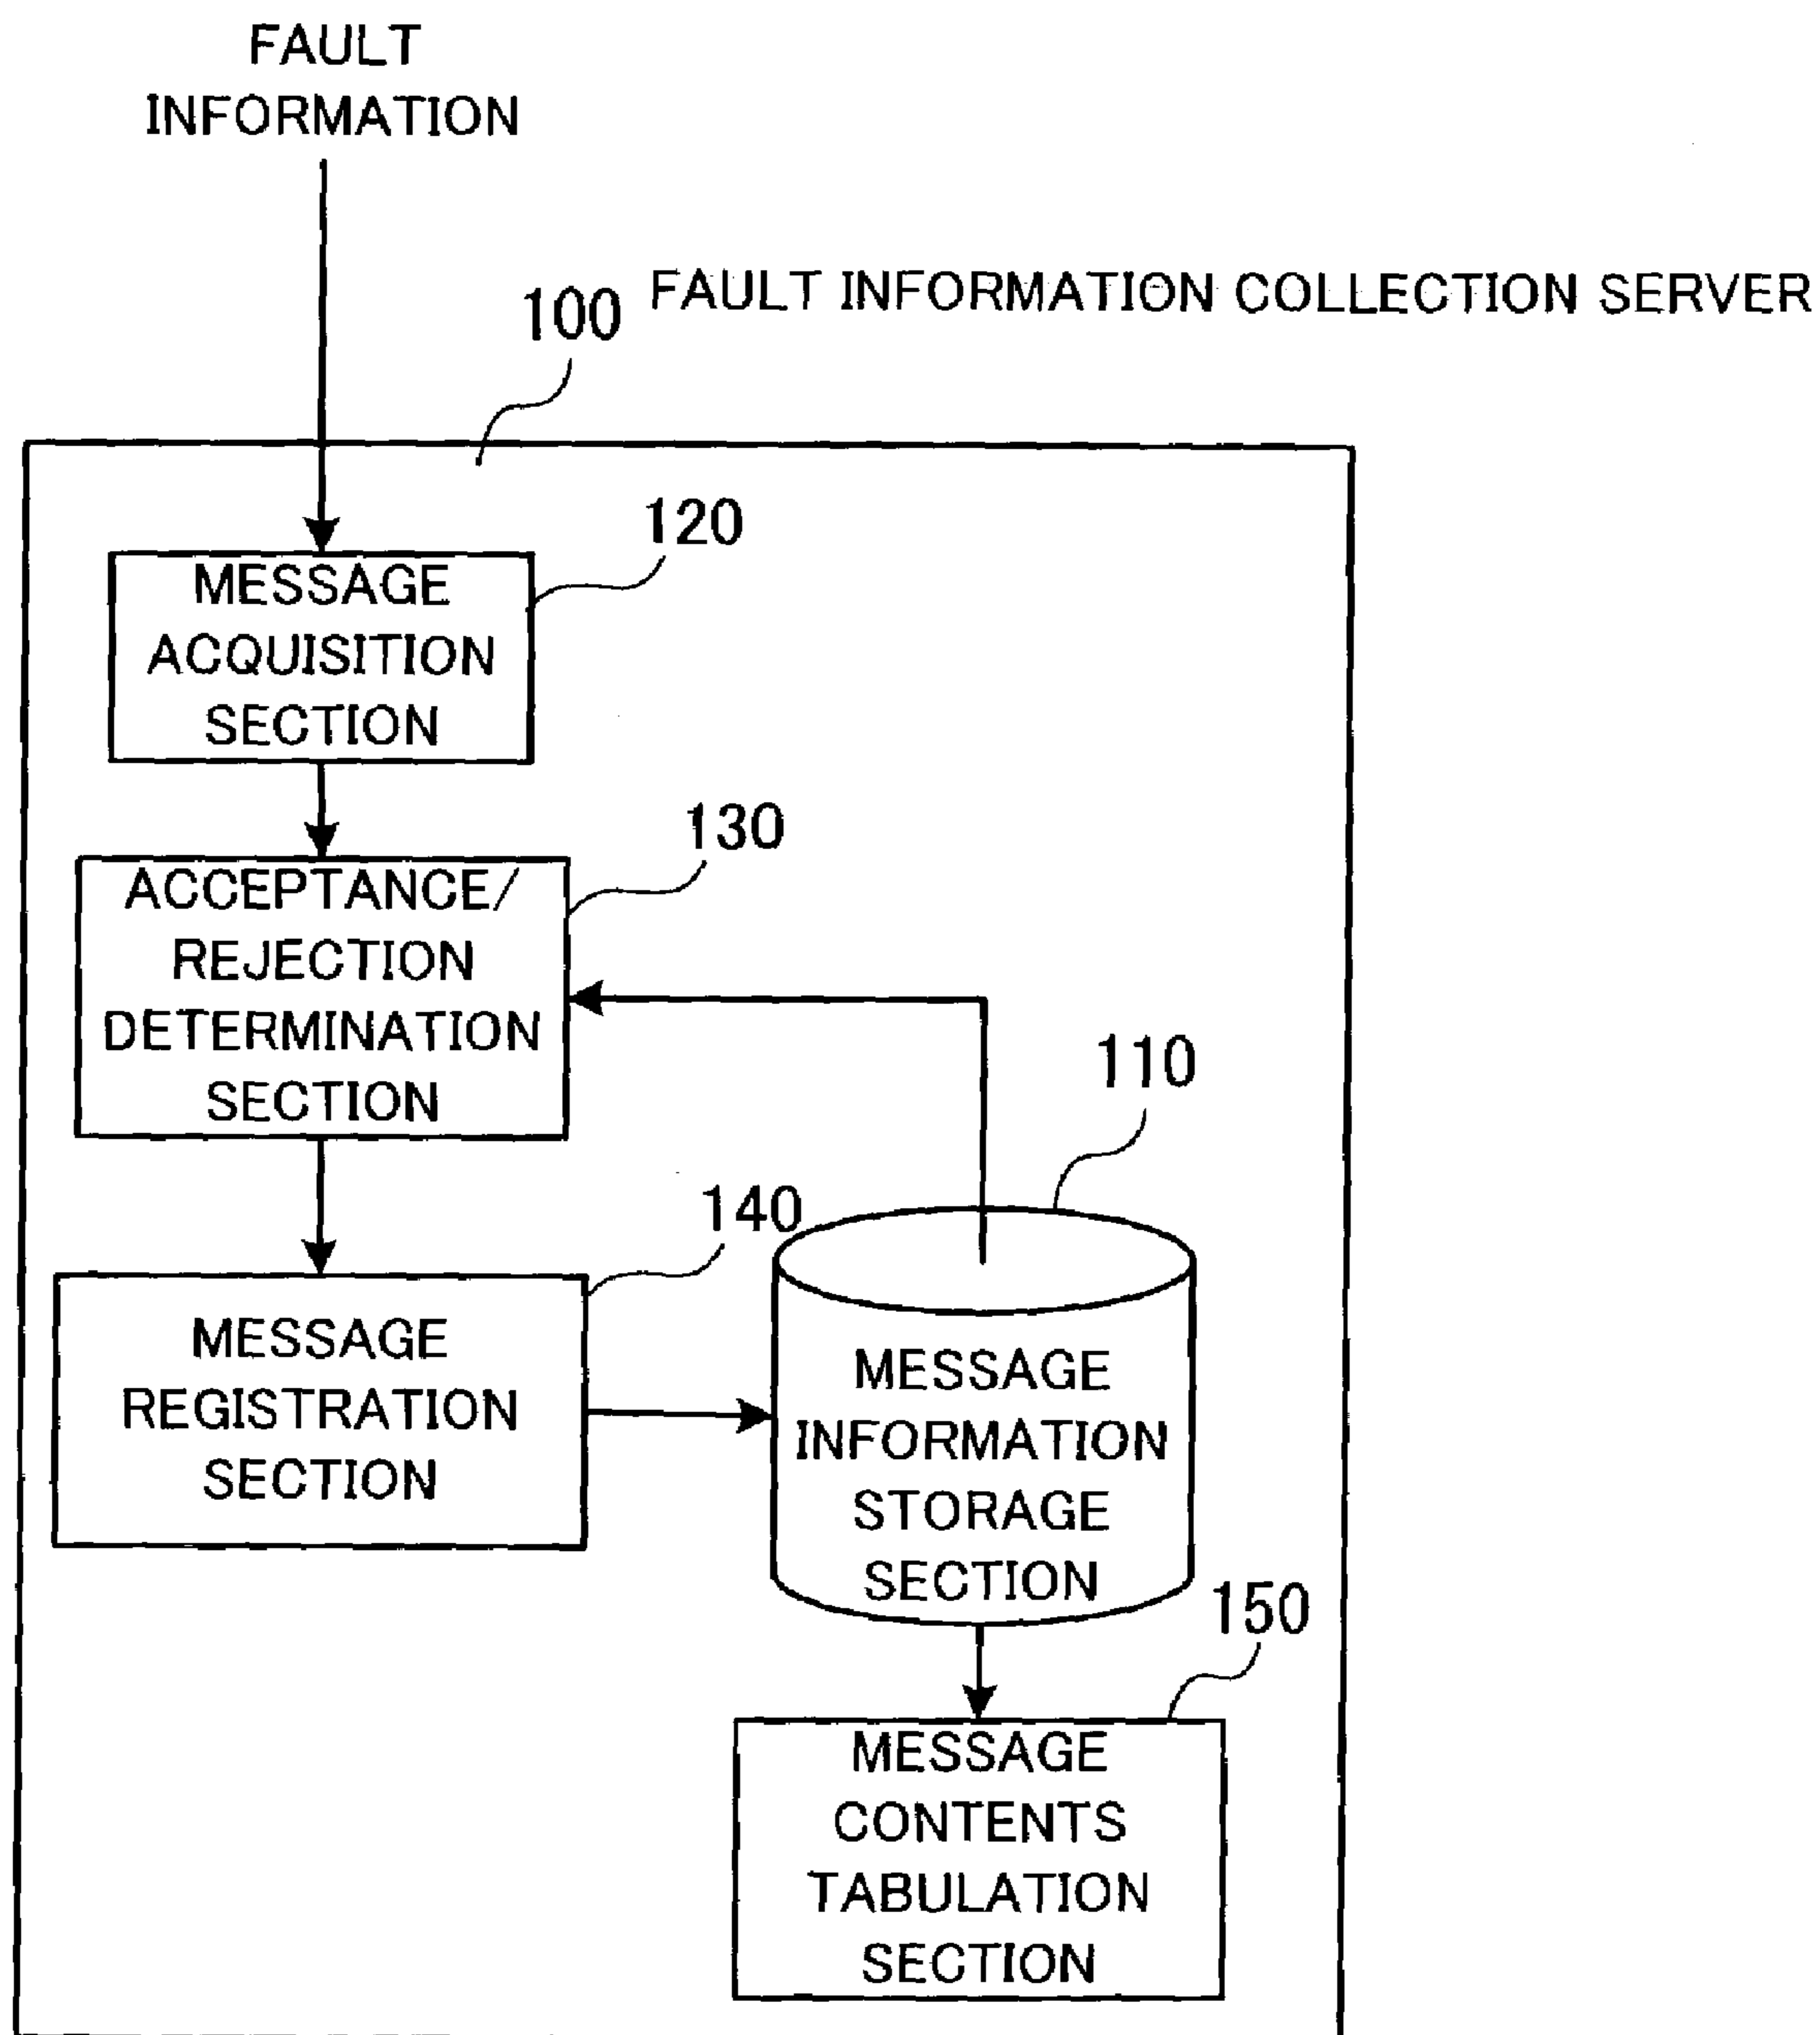 FAULT
INFORMATION
100 FAULT INFORMATION COLLECTION SERVER
120
MESSAGE
ACQUISITION
SECTION
130
ACCEPTANCE/
REJECTION
DETERMINATION
SECTION
110
140
MESSAGE
REGISTRATION
SECTION
MESSAGE
INFORMATION
STORAGE
SECTION
150
MESSAGE
CONTENTS
TABULATION
SECTION